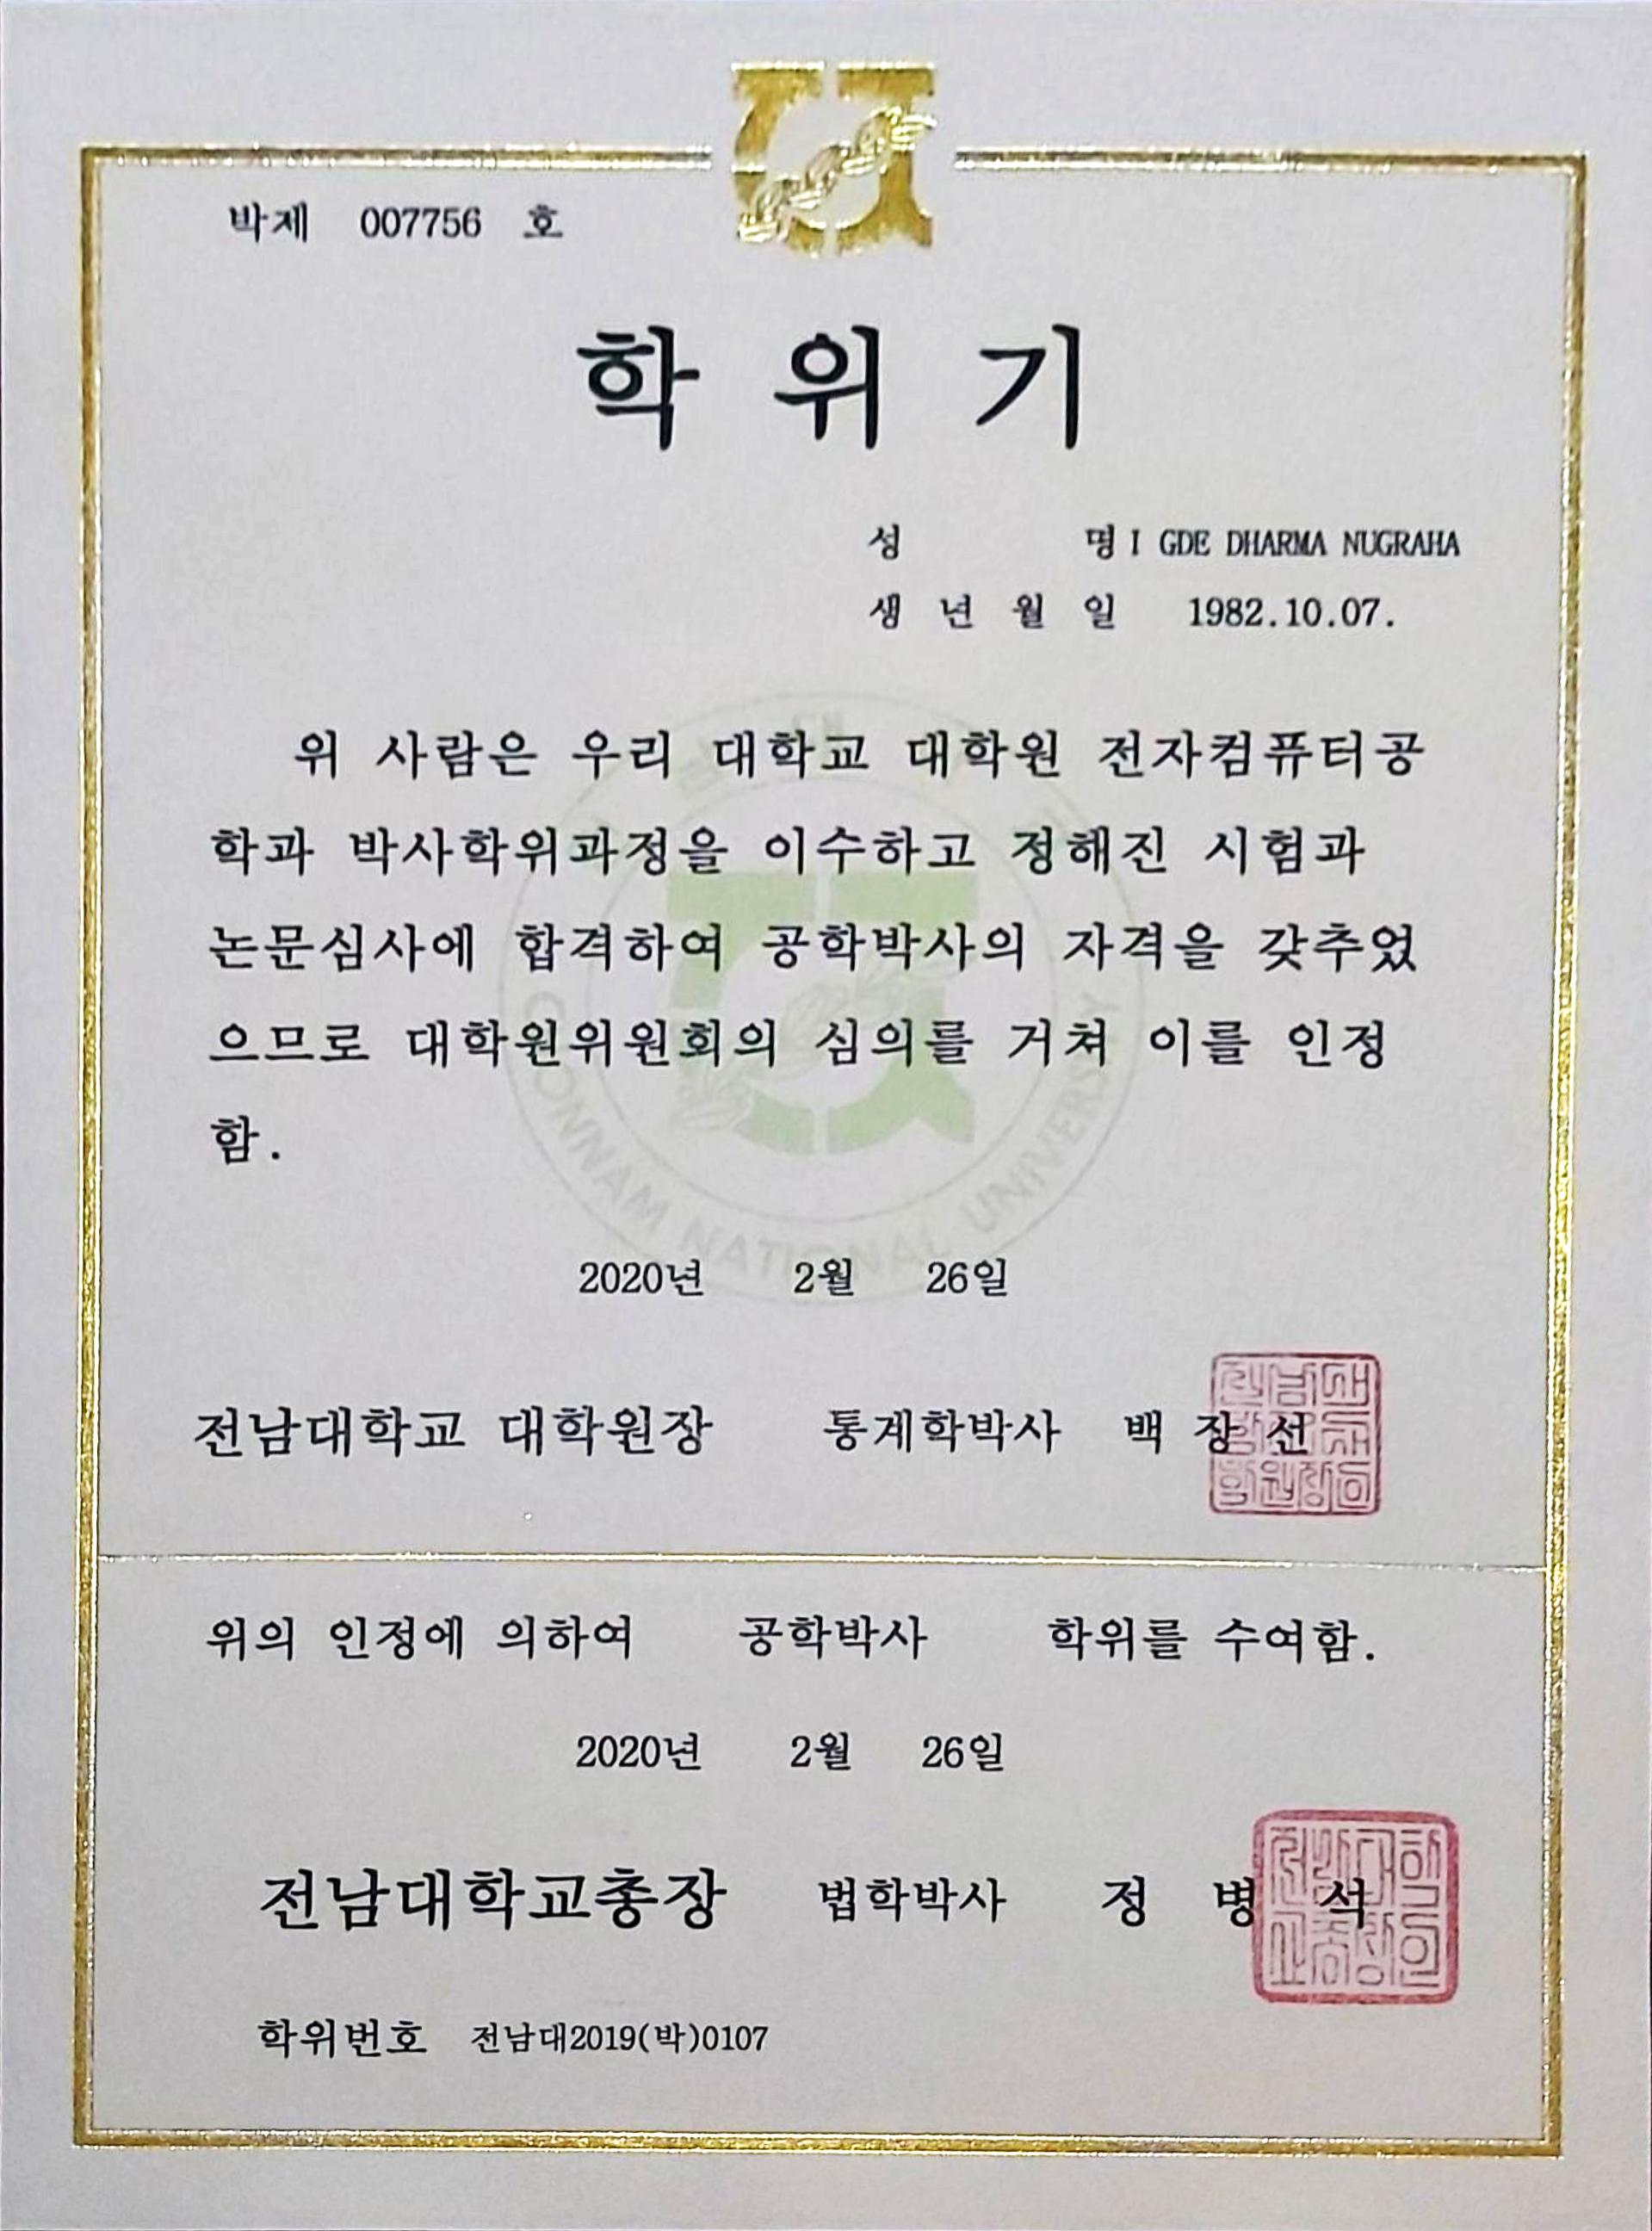 박제 007756 호
학 위 기
성 명 I GDE DHARMA NUGRAHA
생 년 월 일 1982.10.07.
위 사람은 우리 대학교 대학원 전자컴퓨터공
학과 박사학위과정을 이수하고 정해진 시험과
논문심사에 합격하여 공학박사의 자격을 갖추었
으므로 대학원위원회의 심의를 거쳐 이를 인정
함.
NATIONAL UNIVERSITY
2020년 2월 26일
전남대학교 대학원장 통계학박사 백 장 선
위의 인정에 의하여 공학박사 학위를 수여함.
2020년 2월 26일
전남대학교총장 법학박사 정 병 석
학위번호 전남대2019(박)0107